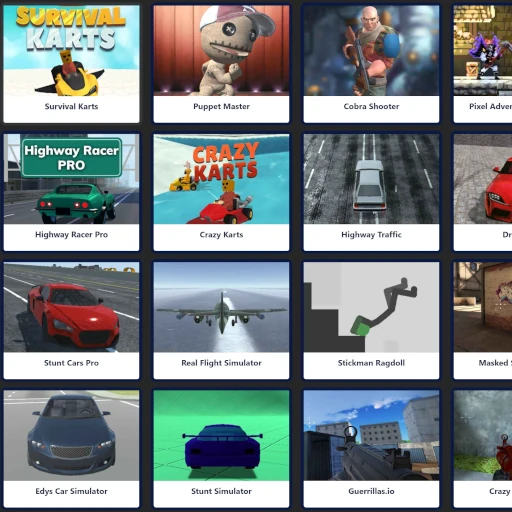 SURVIVAL
KARTS
Survival Karts
Puppet Master
Cobra Shooter
Pixel Adven
Highway Racer
PRO
CRAZY
KARTS
Highway Racer Pro
Crazy Karts
Highway Traffic
Dr
Stunt Cars Pro
Real Flight Simulator
Stickman Ragdoll
Masked S
Edys Car Simulator
Stunt Simulator
Guerrillas.io
Crazy